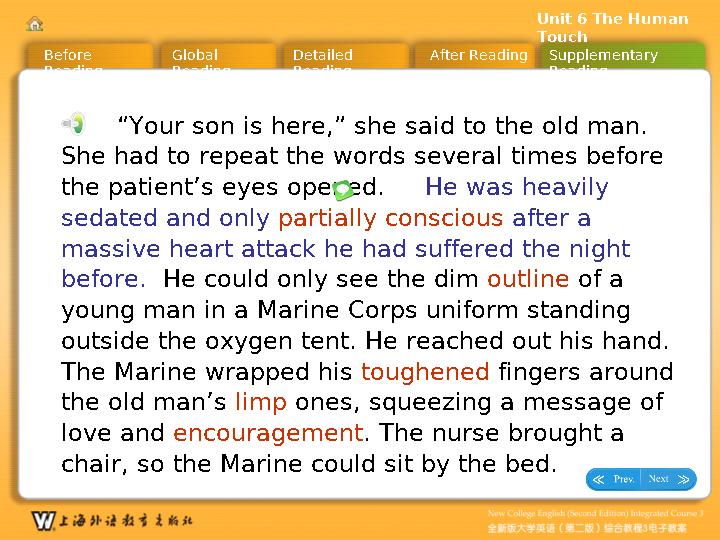 Unit 6 The Human
Touch
Before
Reading
Global
Reading
Detailed
Reading
After Reading
Supplementary
Reading
“Your son is here,” she said to the old man.
She had to repeat the words several times before
the patient’s eyes opened. He was heavily
sedated and only partially conscious after a
massive heart attack he had suffered the night
before. He could only see the dim outline of a
young man in a Marine Corps uniform standing
outside the oxygen tent. He reached out his hand.
The Marine wrapped his toughened fingers around
the old man’s limp ones, squeezing a message of
love and encouragement. The nurse brought a
chair, so the Marine could sit by the bed.
Prev. Next
上海外语教育出版社
New College English (Second Edition) Integrated Course 3
全新版大学英语（第二版）综合教程3电子教案